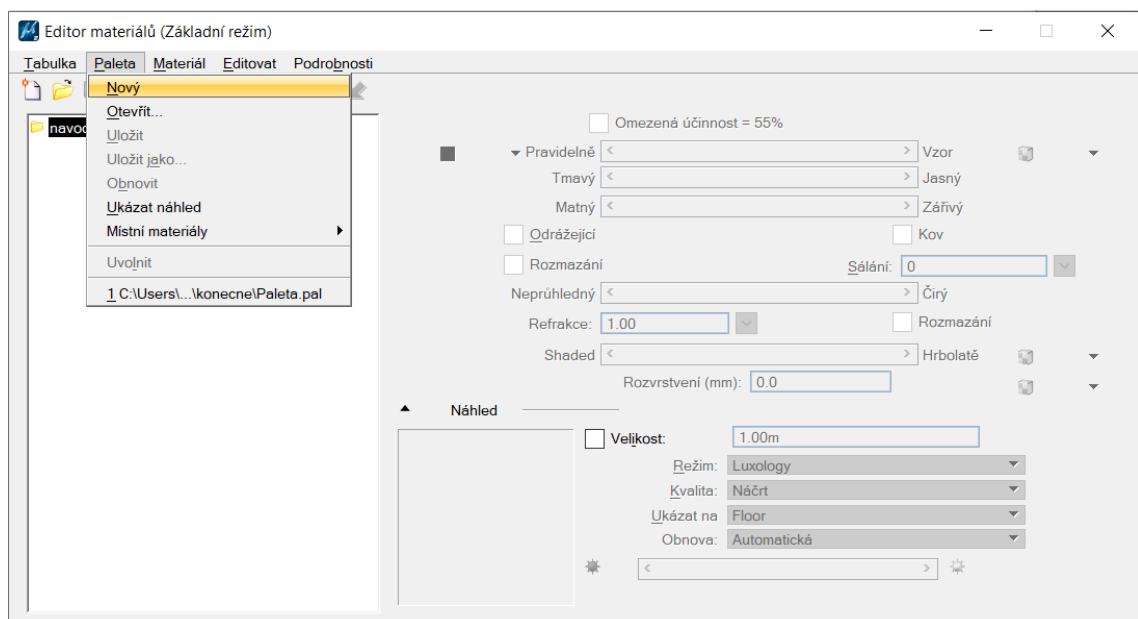 Editor materiálů (Základní režim)
Tabulka Paleta Materiál Editovat Podrobnosti
Nový
Otevřít...
Uložit
Uložit jako...
Obnovit
Ukázat náhled
Místní materiály
Uvolnit
1 C:\Users\...\konecne\Paleta.pal
Omezená účinnost = 55%
Pravidelně Vzor
Tmavý Jasný
Matný Zářivý
Odrážející Kov
Rozmazání Sálání: 0
Neprúhledný Čirý
Refrakce: 1.00 Rozmazání
Shaded Hrbolatě
Rozvrstvení (mm): 0.0
Náhled
Velikost: 1.00m
Režim: Luxology
Kvalita: Náčrt
Ukázat na Floor
Obnova: Automatická